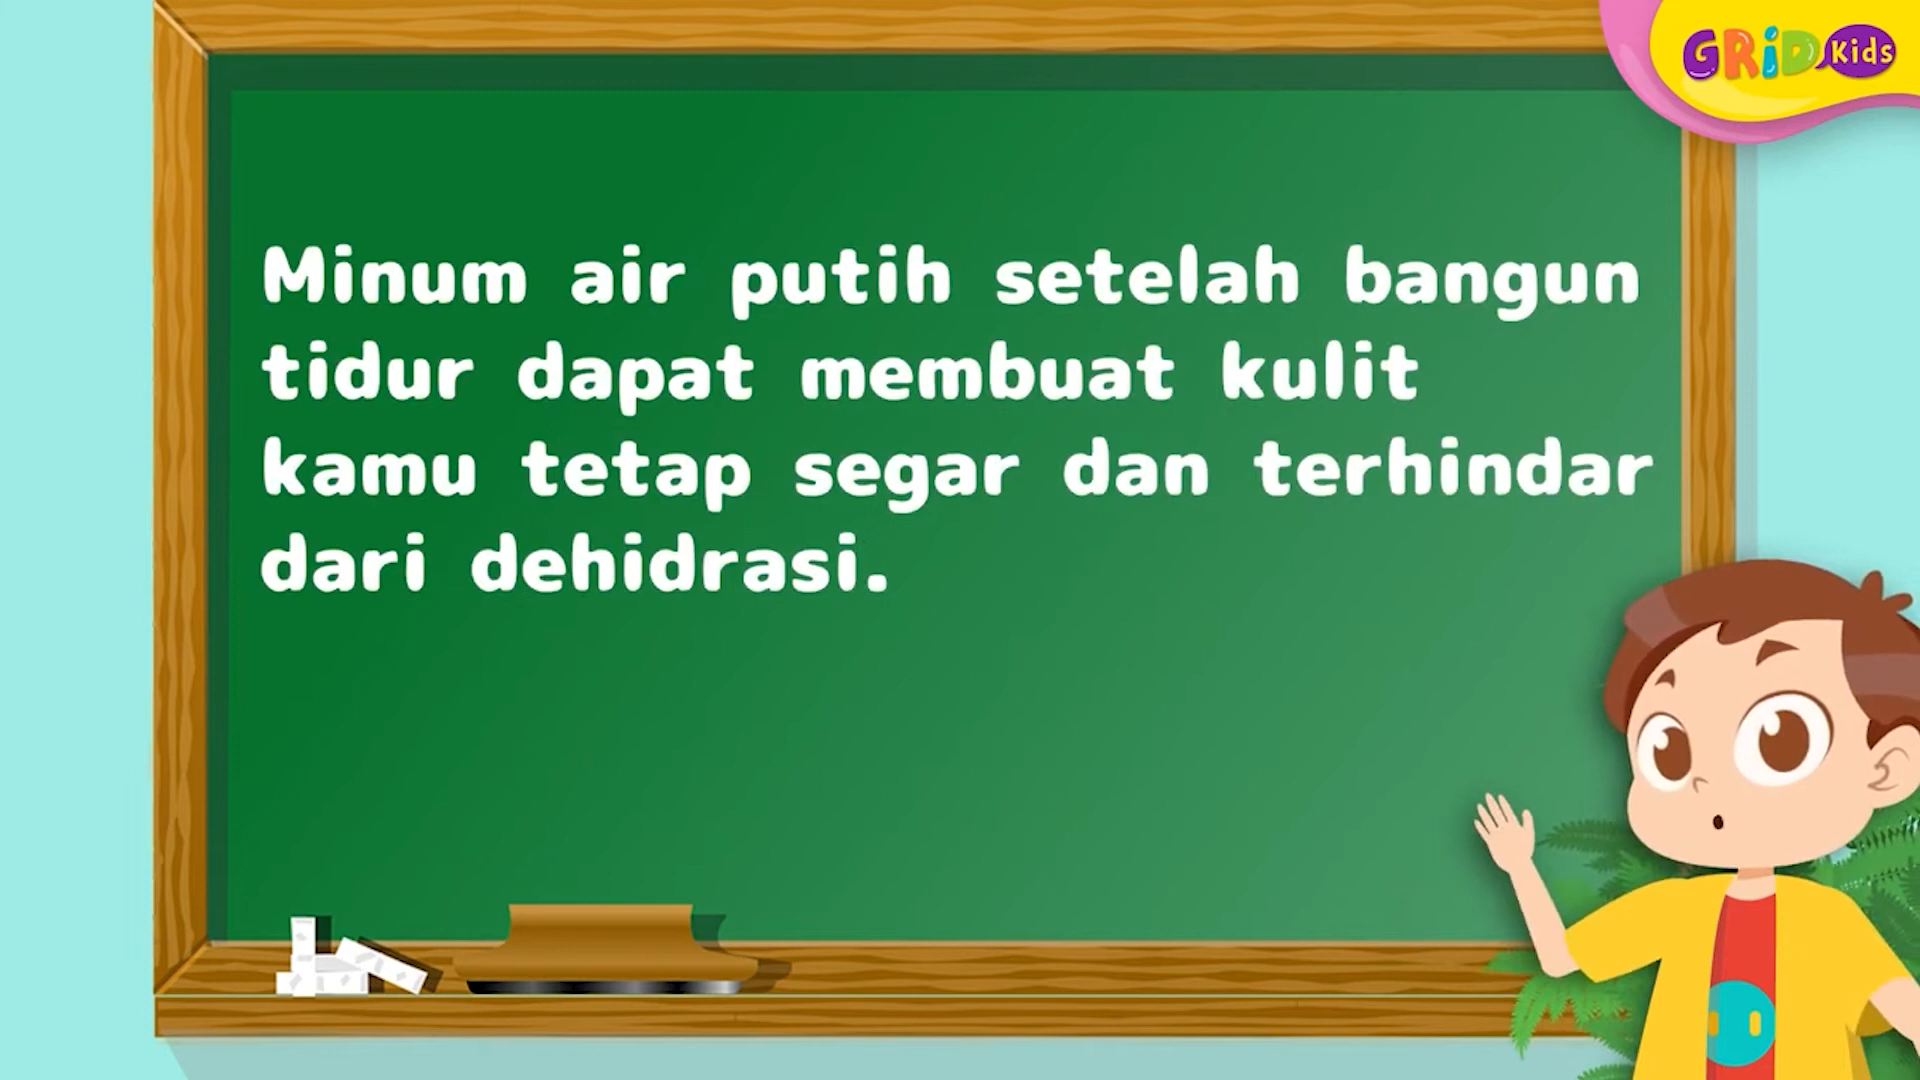 GRiD Kids
Minum air putih setelah bangun
tidur dapat membuat kulit
kamu tetap segar dan terhindar
dari dehidrasi.